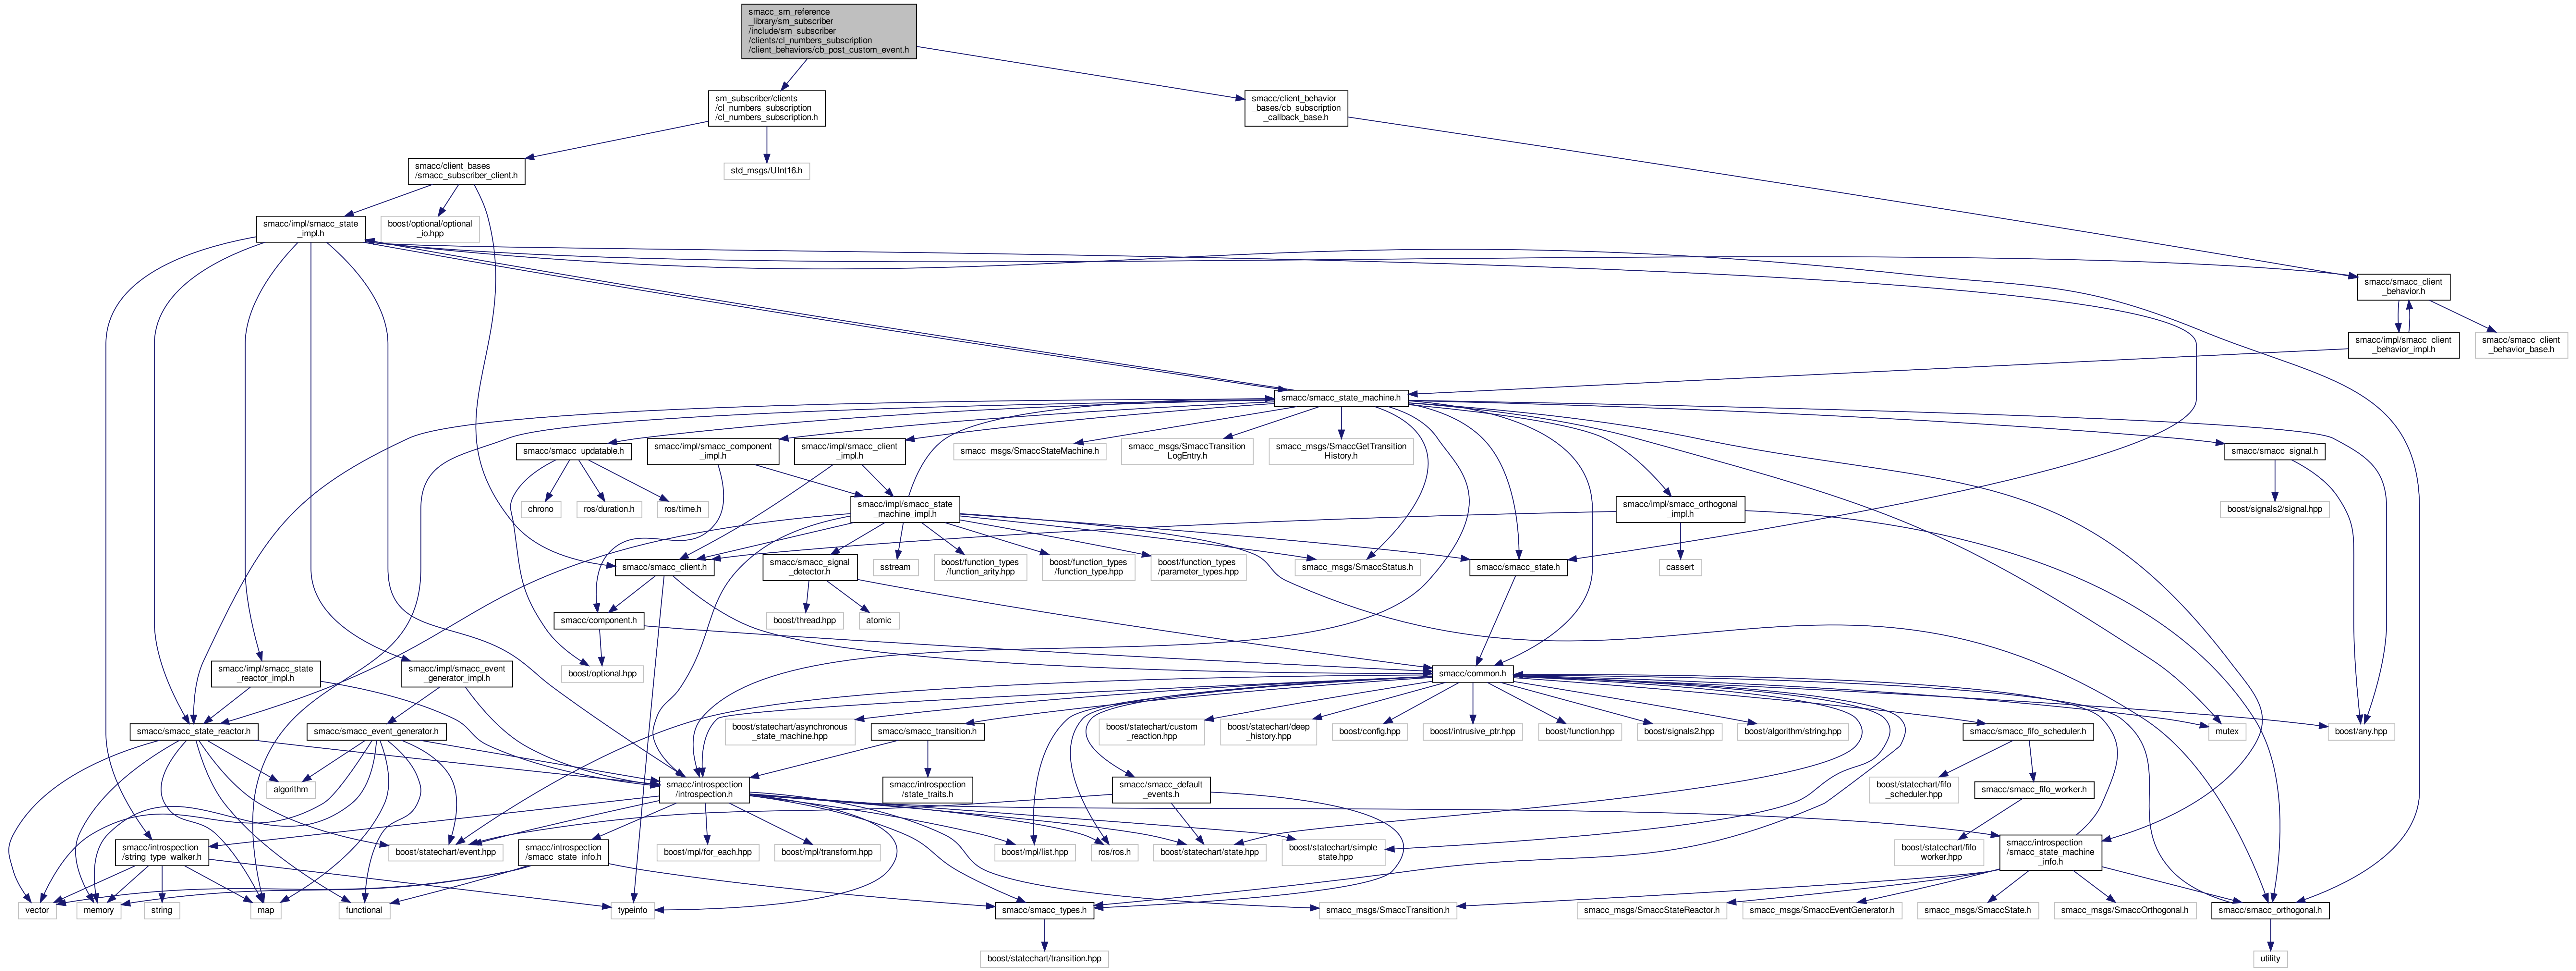 smacc_sm_reference
_library/sm_subscriber
/include/sm_subscriber
/clients/cl_numbers_subscription
/client_behaviors/cb_post_custom_event.h
sm_subscriber/clients
/cl_numbers_subscription
/cl_numbers_subscription.h
smacc/client_behavior
_bases/cb_subscription
_callback_base.h
smacc/client_bases
/smacc_subscriber_client.h
std_msgs/UInt16.h
smacc/impl/smacc_state
_impl.h
boost/optional/optional
_io.hpp
smacc/smacc_client
_behavior.h
smacc/impl/smacc_client
_behavior_impl.h
smacc/smacc_client
_behavior_base.h
smacc/smacc_state_machine.h
smacc/smacc_updatable.h
smacc/impl/smacc_component
_impl.h
smacc/impl/smacc_client
_impl.h
smacc_msgs/SmaccStateMachine.h
smacc_msgs/SmaccTransition
LogEntry.h
smacc_msgs/SmaccGetTransition
History.h
smacc/smacc_signal.h
chrono
ros/duration.h
ros/time.h
smacc/impl/smacc_state
_machine_impl.h
smacc/impl/smacc_orthogonal
_impl.h
boost/signals2/signal.hpp
smacc/smacc_client.h
smacc/smacc_signal
_detector.h
sstream
boost/function_types
/function_arity.hpp
boost/function_types
/function_type.hpp
boost/function_types
/parameter_types.hpp
smacc_msgs/SmaccStatus.h
smacc/smacc_state.h
cassert
smacc/component.h
boost/thread.hpp
atomic
smacc/impl/smacc_state
_reactor_impl.h
smacc/impl/smacc_event
_generator_impl.h
boost/optional.hpp
smacc/common.h
smacc/smacc_state_reactor.h
smacc/smacc_event_generator.h
boost/statechart/asynchronous
_state_machine.hpp
smacc/smacc_transition.h
boost/statechart/custom
_reaction.hpp
boost/statechart/deep
_history.hpp
boost/config.hpp
boost/intrusive_ptr.hpp
boost/function.hpp
boost/signals2.hpp
boost/algorithm/string.hpp
smacc/smacc_fifo_scheduler.h
mutex
boost/any.hpp
algorithm
smacc/introspection
/introspection.h
smacc/introspection
/state_traits.h
smacc/smacc_default
_events.h
boost/statechart/fifo
_scheduler.hpp
smacc/smacc_fifo_worker.h
smacc/introspection
/string_type_walker.h
boost/statechart/event.hpp
smacc/introspection
/smacc_state_info.h
boost/mpl/for_each.hpp
boost/mpl/transform.hpp
boost/mpl/list.hpp
ros/ros.h
boost/statechart/state.hpp
boost/statechart/simple
_state.hpp
boost/statechart/fifo
_worker.hpp
smacc/introspection
/smacc_state_machine
_info.h
vector
memory
string
map
functional
typeinfo
smacc/smacc_types.h
smacc_msgs/SmaccTransition.h
smacc_msgs/SmaccStateReactor.h
smacc_msgs/SmaccEventGenerator.h
smacc_msgs/SmaccState.h
smacc_msgs/SmaccOrthogonal.h
smacc/smacc_orthogonal.h
boost/statechart/transition.hpp
utility